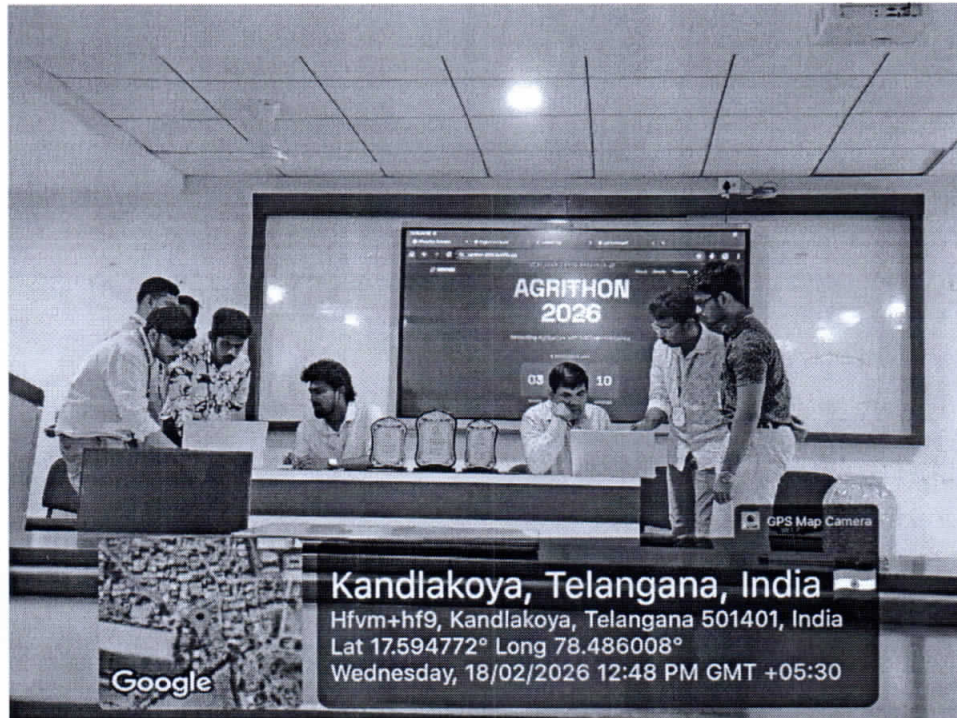 AGRITHON
2026
03 10
GPS Map Camera
Kandlakoya, Telangana, India
Hfvm+hf9, Kandlakoya, Telangana 501401, India
Lat 17.594772° Long 78.486008°
Wednesday, 18/02/2026 12:48 PM GMT +05:30
Google